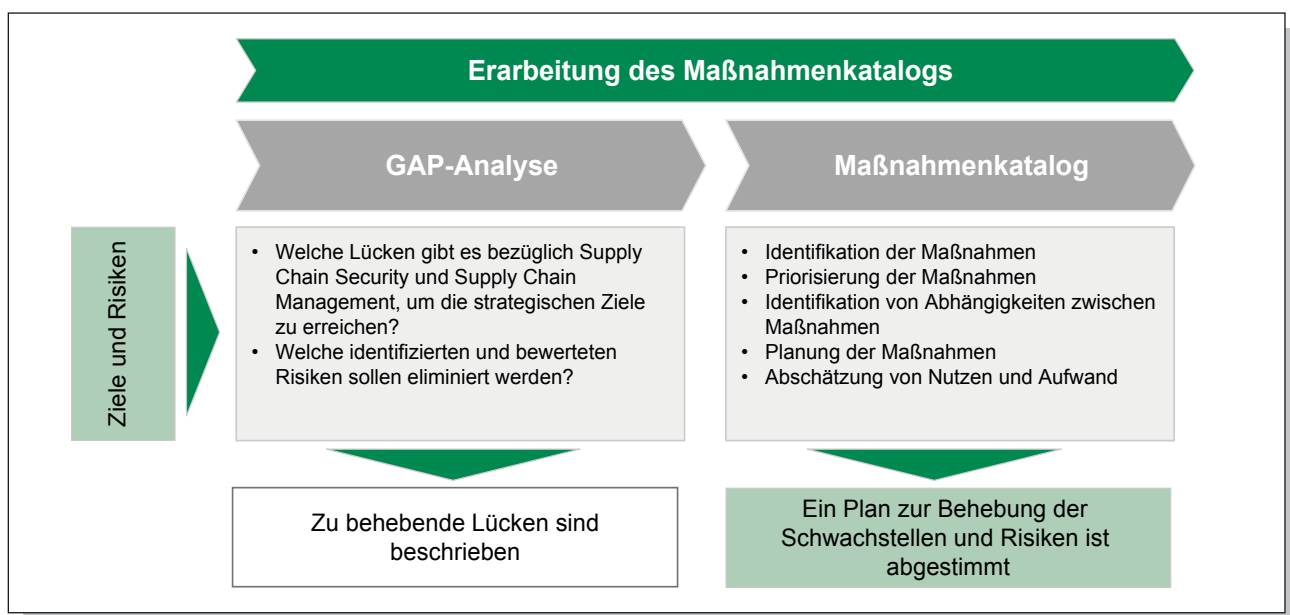 Erarbeitung des Maßnahmenkatalogs
GAP-Analyse
Maßnahmenkatalog
Ziele und Risiken
• Welche Lücken gibt es bezüglich Supply
Chain Security und Supply Chain
Management, um die strategischen Ziele
zu erreichen?
• Welche identifizierten und bewerteten
Risiken sollen eliminiert werden?
• Identifikation der Maßnahmen
• Priorisierung der Maßnahmen
• Identifikation von Abhängigkeiten zwischen
Maßnahmen
• Planung der Maßnahmen
• Abschätzung von Nutzen und Aufwand
Zu behebende Lücken sind
beschrieben
Ein Plan zur Behebung der
Schwachstellen und Risiken ist
abgestimmt